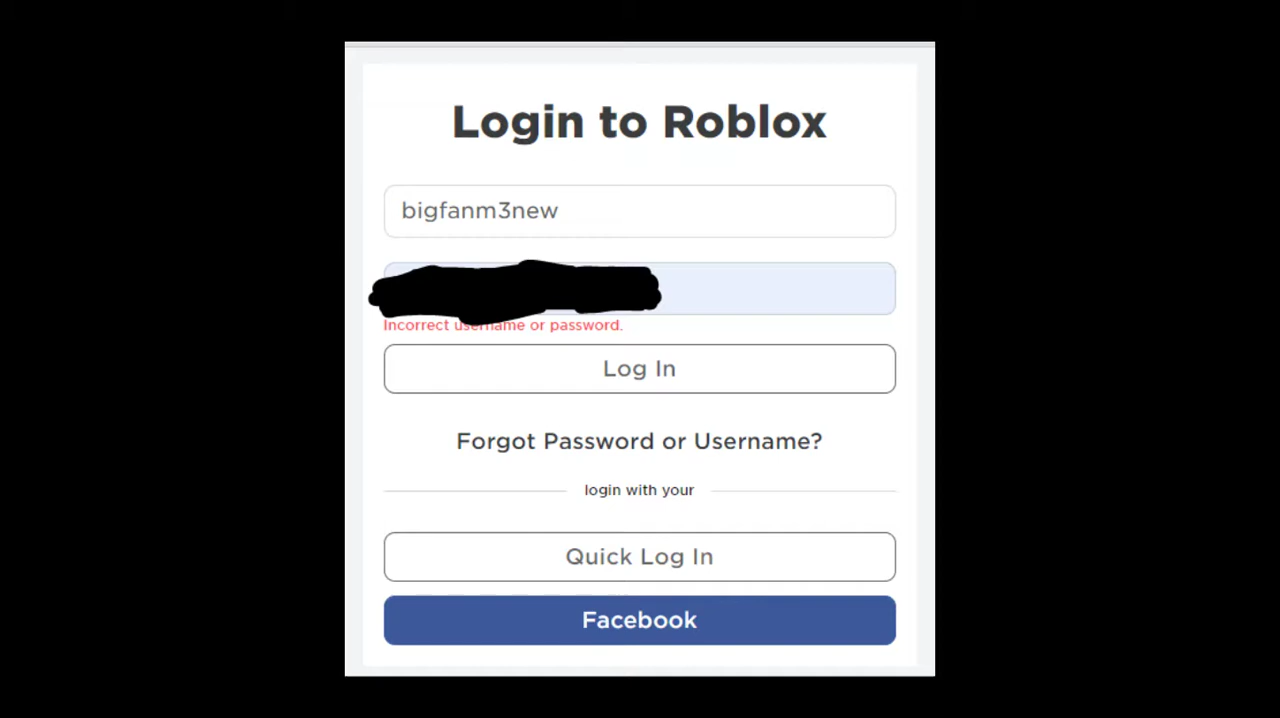 Login to Roblox
bigfanm3new
Incorrect username or password.
Log In
Forgot Password or Username?
login with your
Quick Log In
Facebook